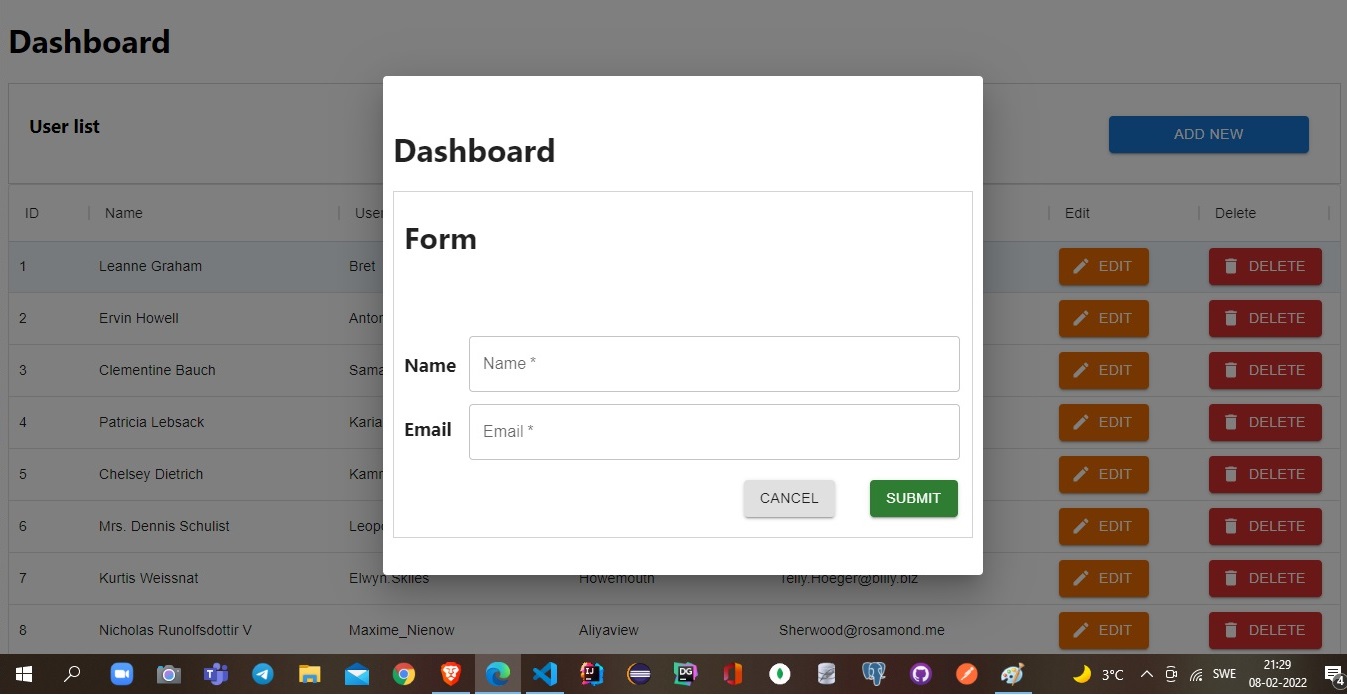 Dashboard
User list
ADD NEW
Dashboard
Form
Name
Name *
Email
Email *
CANCEL
SUBMIT
ID Name User Edit Delete
1 Leanne Graham Bret EDIT DELETE
2 Ervin Howell Anton EDIT DELETE
3 Clementine Bauch Sama EDIT DELETE
4 Patricia Lebsack Karia EDIT DELETE
5 Chelsey Dietrich Kamr EDIT DELETE
6 Mrs. Dennis Schulist Leopo EDIT DELETE
7 Kurtis Weissnat Elwyn.Skiles Howemouth Telly.Hoeger@billy.biz EDIT DELETE
8 Nicholas Runolfsdottir V Maxime_Nienow Aliyaview Sherwood@rosamond.me EDIT DELETE
IJ DG 3°C SWE 21:29
08-02-2022 4